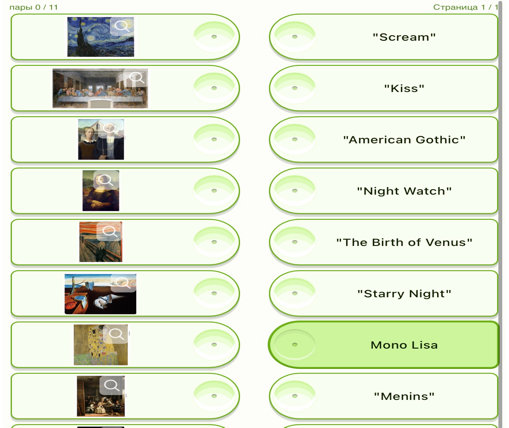 пары 0 / 11
Страница 1 / 1
"Scream"
"Kiss"
"American Gothic"
"Night Watch"
"The Birth of Venus"
"Starry Night"
Mono Lisa
"Menins"